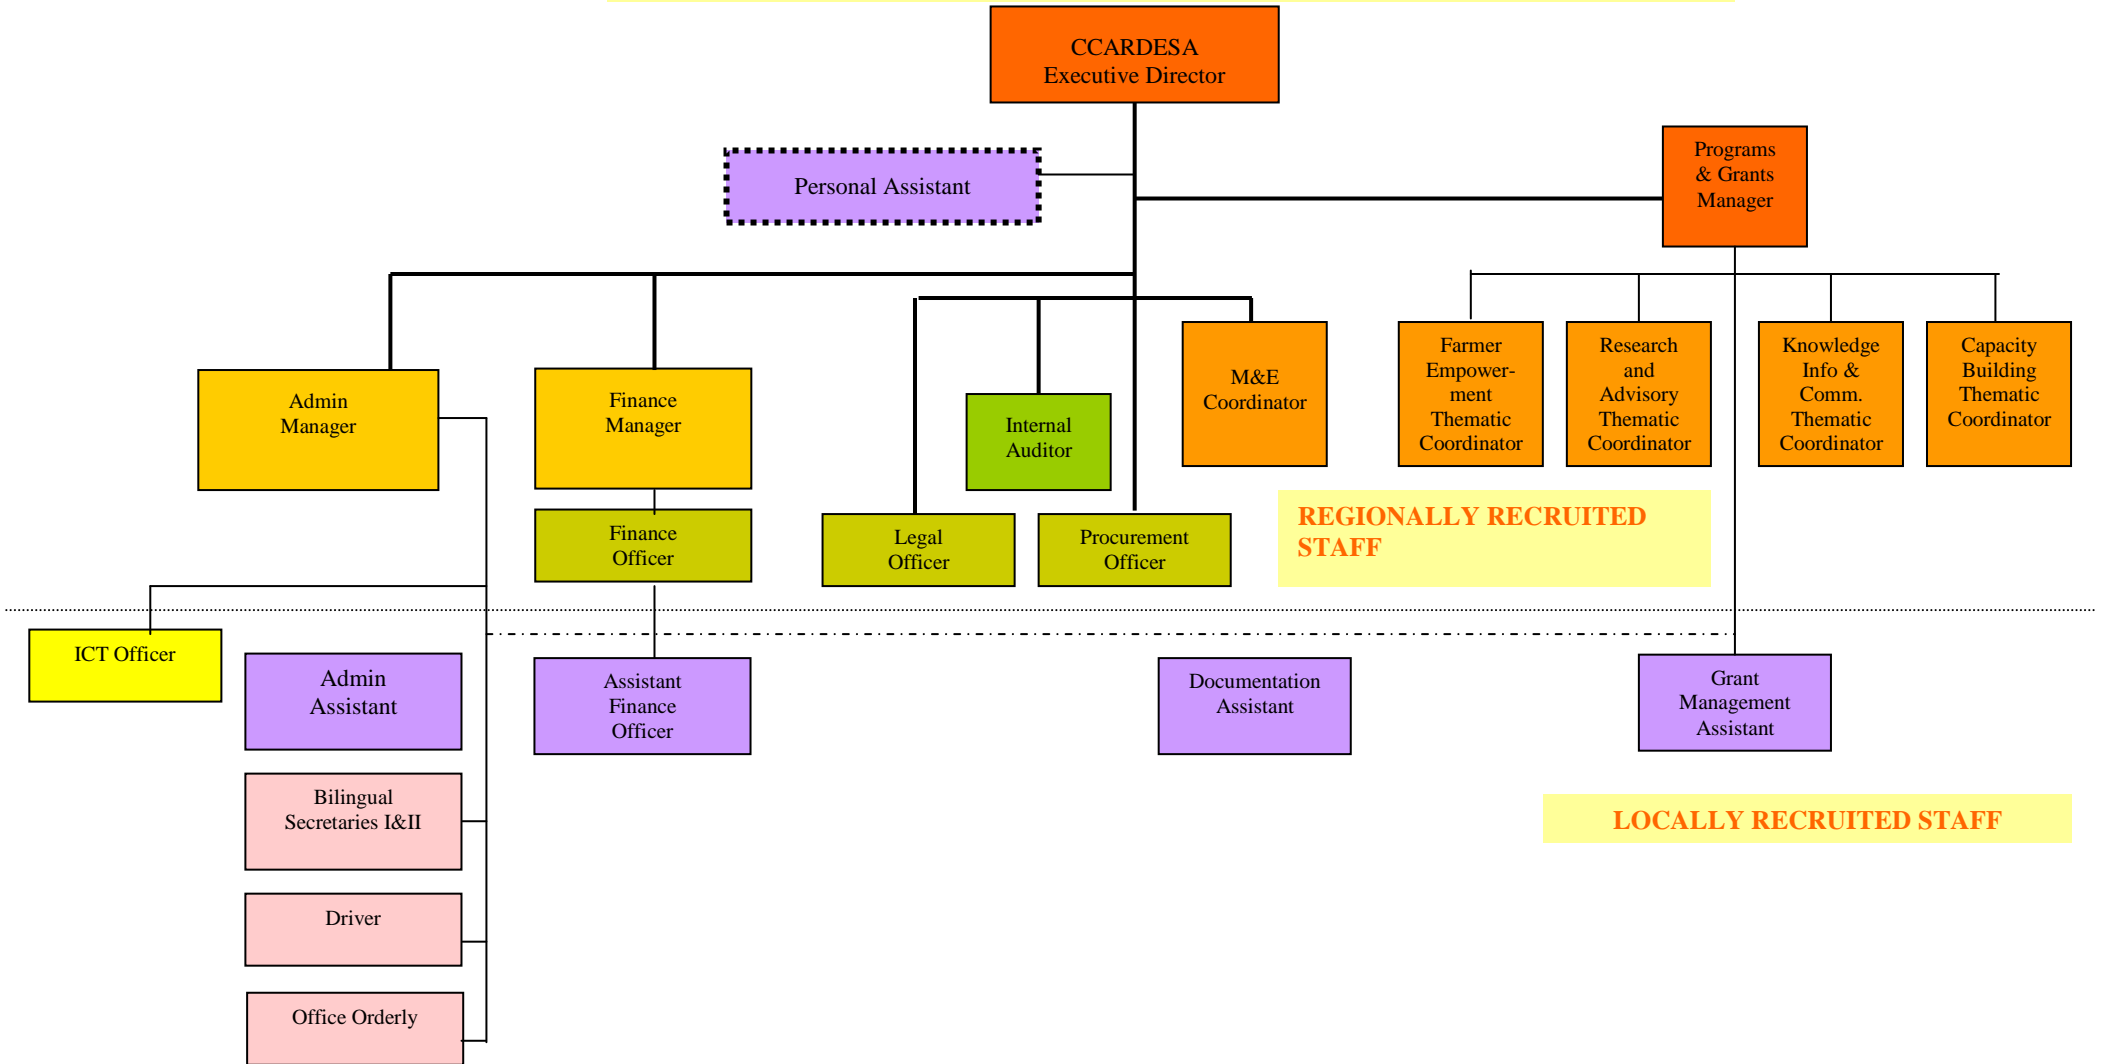 CCARDESA
Executive Director
Personal Assistant
Programs
& Grants
Manager
Admin
Manager
Finance
Manager
Internal
Auditor
M&E
Coordinator
Farmer
Empower-
ment
Thematic
Coordinator
Research
and
Advisory
Thematic
Coordinator
Knowledge
Info &
Comm.
Thematic
Coordinator
Capacity
Building
Thematic
Coordinator
Finance
Officer
Legal
Officer
Procurement
Officer
REGIONALLY RECRUITED
STAFF
ICT Officer
Admin
Assistant
Assistant
Finance
Officer
Documentation
Assistant
Grant
Management
Assistant
Bilingual
Secretaries I&II
LOCALLY RECRUITED STAFF
Driver
Office Orderly